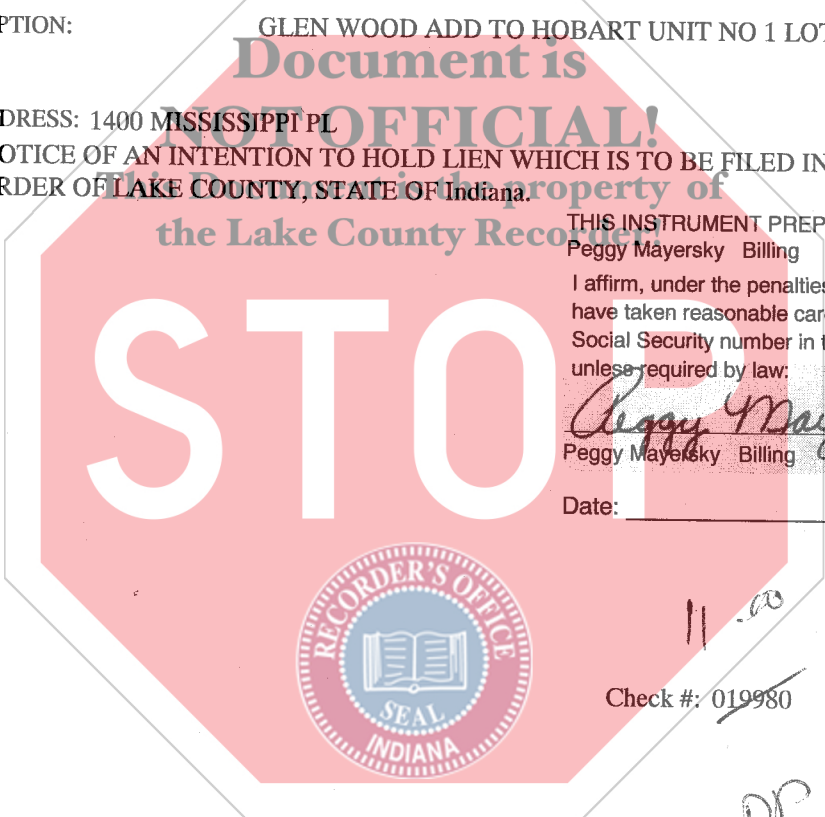 PTION: GLEN WOOD ADD TO HOBART UNIT NO 1 LOT
Document is
DRESS: 1400 MISSISSIPPI PL
NOT OFFICIAL!
OTICE OF AN INTENTION TO HOLD LIEN WHICH IS TO BE FILED IN
RDER OF LAKE COUNTY, STATE OF Indiana.
This Document is the property of
the Lake County Recorder!
THIS INSTRUMENT PREP
Peggy Mayersky Billing
I affirm, under the penalties
have taken reasonable car
Social Security number in t
unless required by law:
Peggy May
Peggy Mayersky Billing
STOP
Date:
RECORDER'S OFFICE
SEAL
INDIANA
11.00
Check #: 019980